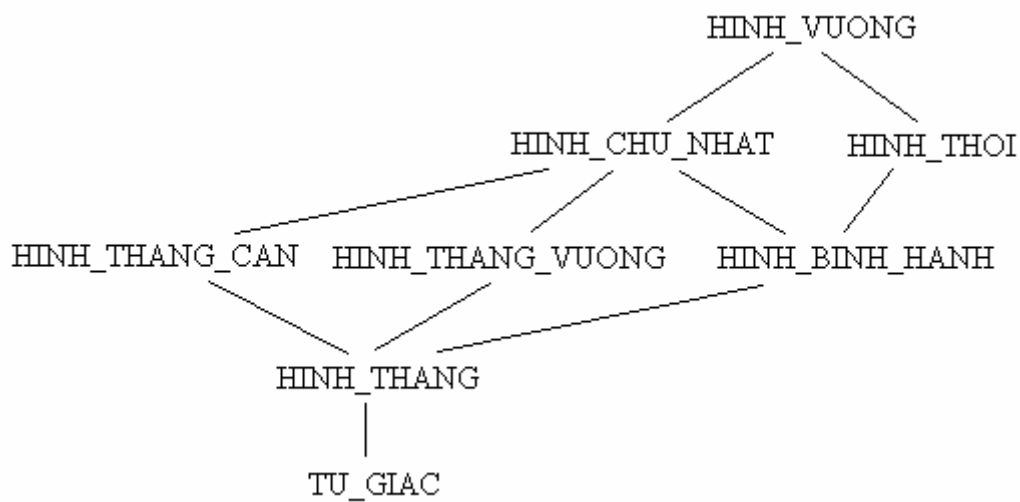 HINH_VUONG
HINH_CHU_NHAT HINH_THOI
HINH_THANG_CAN HINH_THANG_VUONG HINH_BINH_HANH
HINH_THANG
TU_GIAC